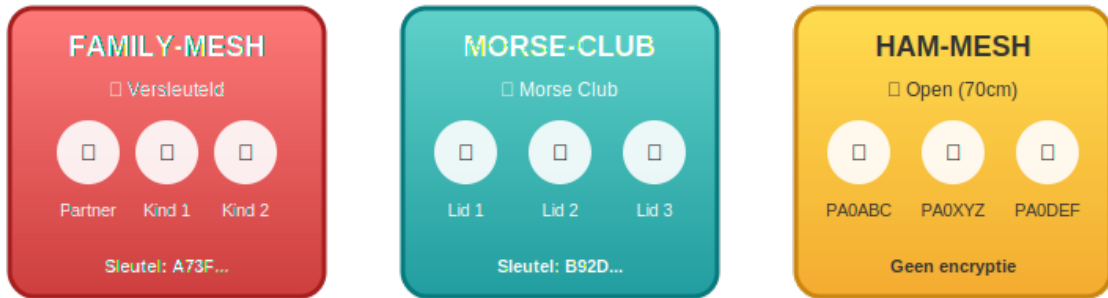 FAMILY-MESH
Versleuteld
Partner Kind 1 Kind 2
Sleutel: A73F...
MORSE-CLUB
Morse Club
Lid 1 Lid 2 Lid 3
Sleutel: B92D...
HAM-MESH
Open (70cm)
PA0ABC PA0XYZ PA0DEF
Geen encryptie